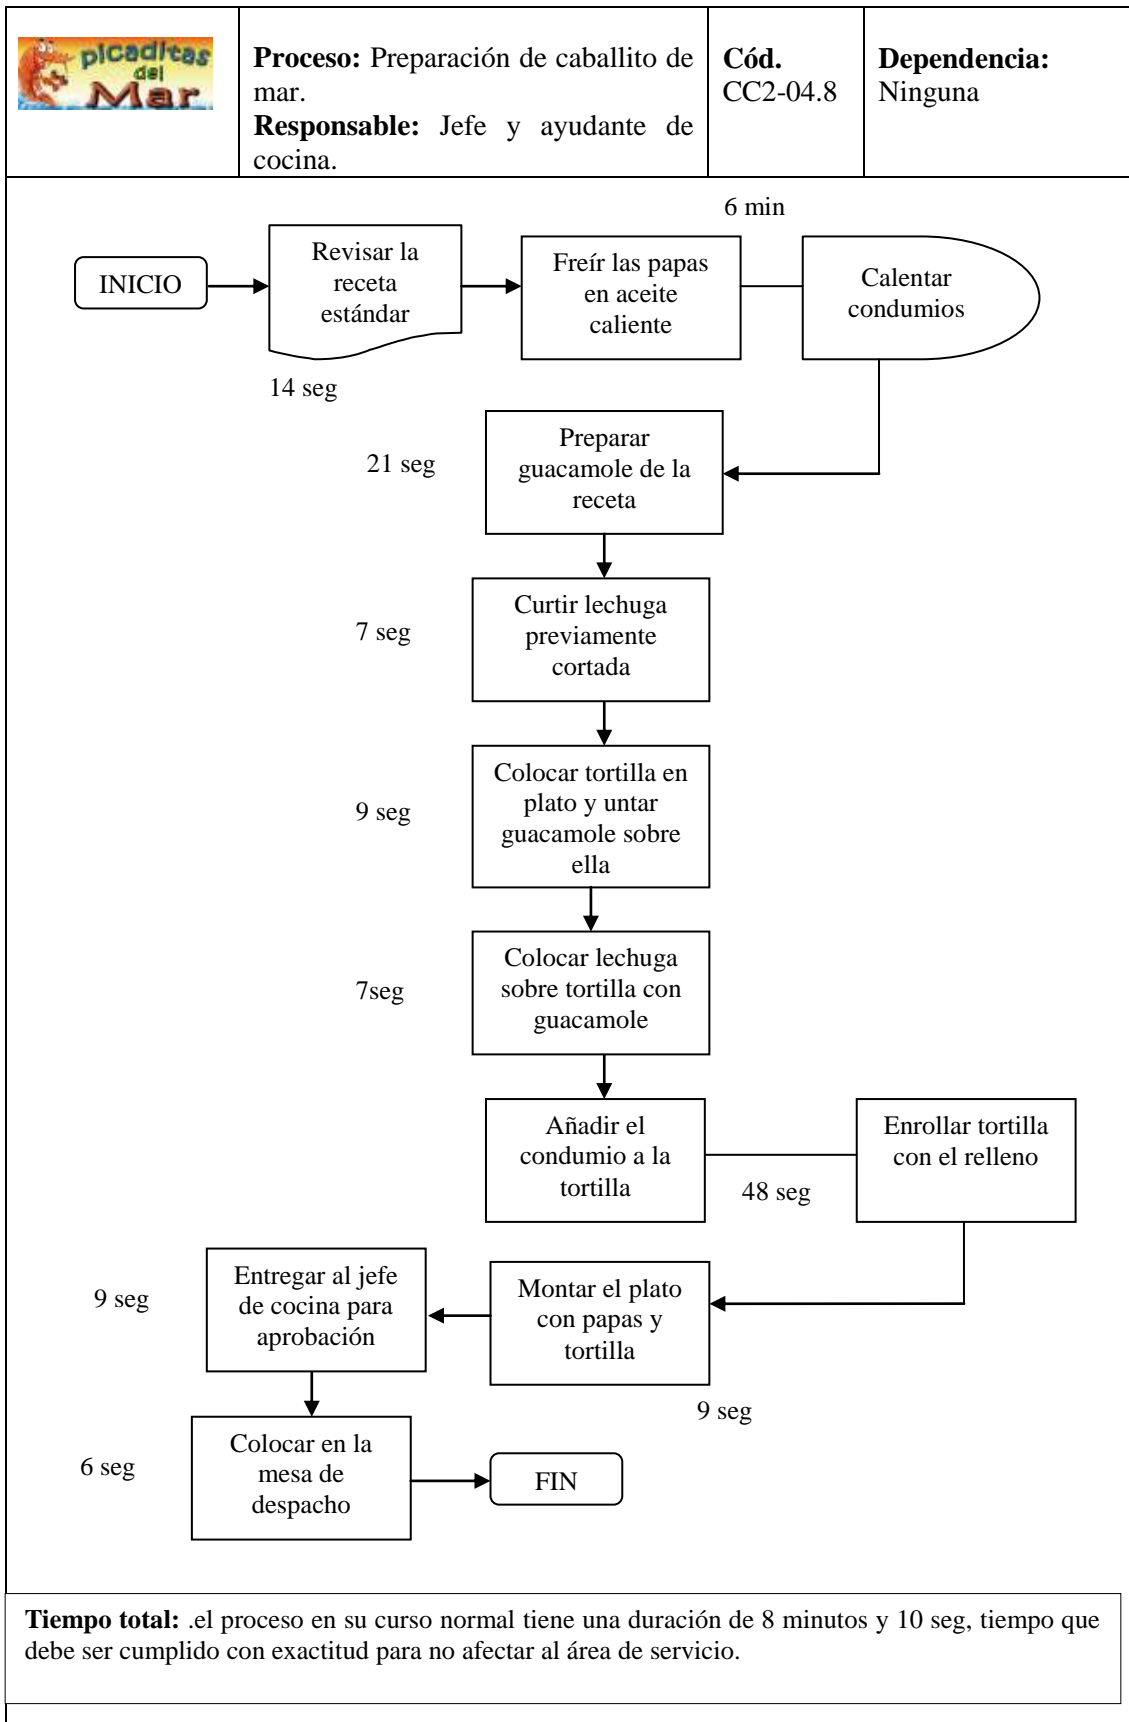 picaditas
del
Mar
Proceso: Preparación de caballito de
mar.
Responsable: Jefe y ayudante de
cocina.
Cód.
CC2-04.8
Dependencia:
Ninguna
6 min
INICIO
Revisar la
receta
estándar
Freír las papas
en aceite
caliente
Calentar
condumios
14 seg
21 seg
Preparar
guacamole de la
receta
7 seg
Curtir lechuga
previamente
cortada
9 seg
Colocar tortilla en
plato y untar
guacamole sobre
ella
7seg
Colocar lechuga
sobre tortilla con
guacamole
Añadir el
condumio a la
tortilla
48 seg
Enrollar tortilla
con el relleno
9 seg
Entregar al jefe
de cocina para
aprobación
Montar el plato
con papas y
tortilla
9 seg
6 seg
Colocar en la
mesa de
despacho
FIN
Tiempo total: .el proceso en su curso normal tiene una duración de 8 minutos y 10 seg, tiempo que
debe ser cumplido con exactitud para no afectar al área de servicio.